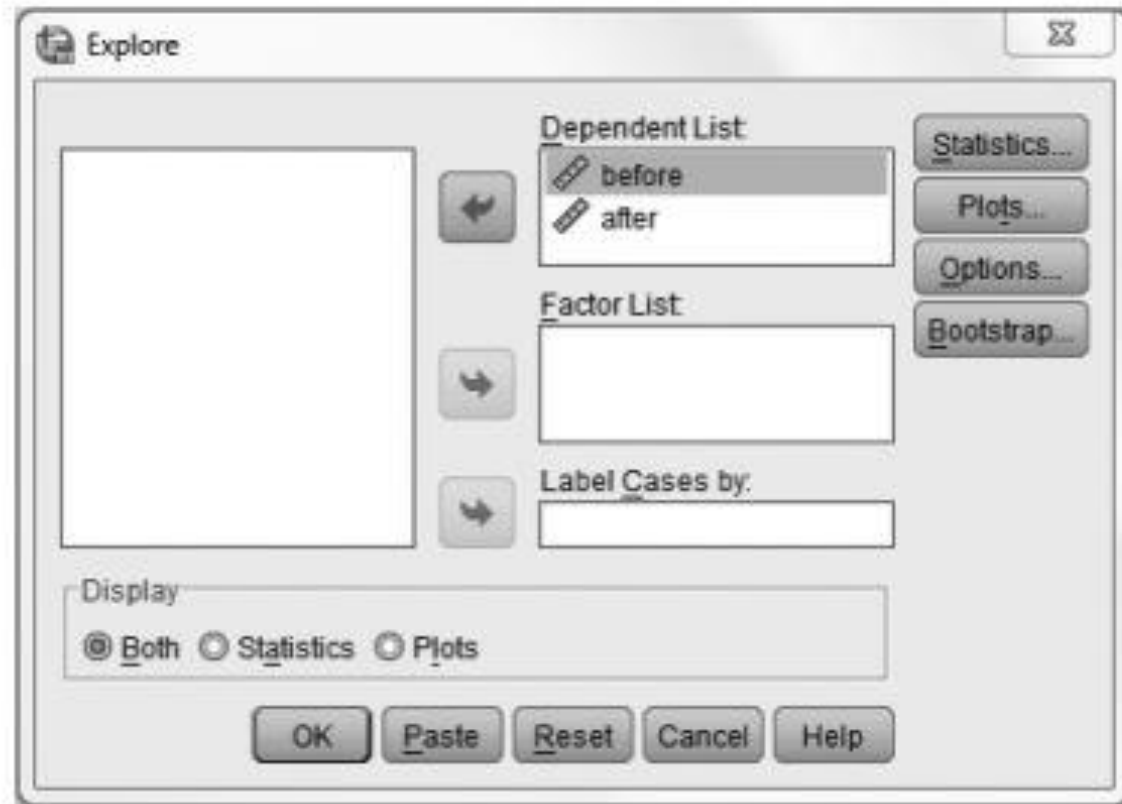 Explore
Dependent List:
before
after
Factor List:
Label Cases by:
Statistics...
Plots...
Options...
Bootstrap...
Display
Both Statistics Plots
OK Paste Reset Cancel Help